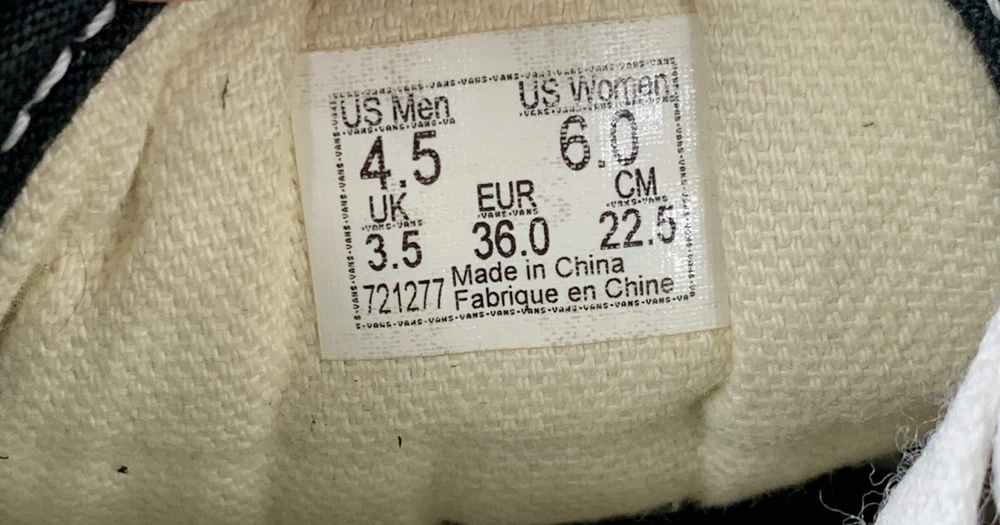 US Men US Women
4.5 6.0
UK EUR CM
3.5 36.0 22.5
Made in China
721277 Fabrique en Chine